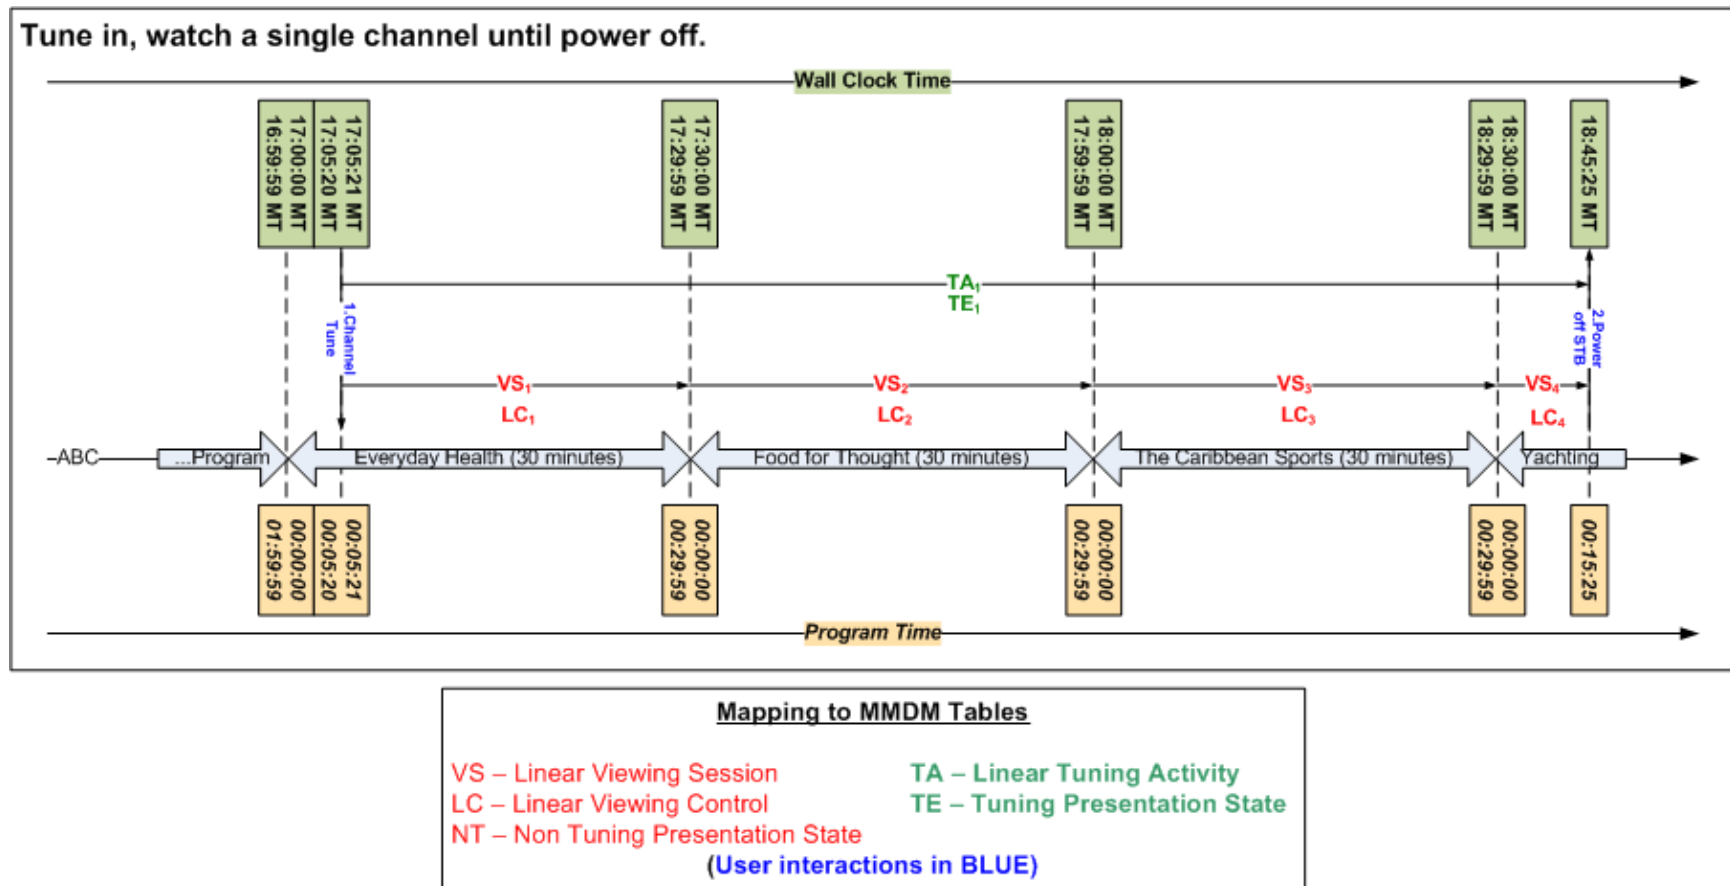 Tune in, watch a single channel until power off.
Wall Clock Time
17:00:00 MT
16:59:59 MT
17:05:21 MT
17:05:20 MT
17:30:00 MT
17:29:59 MT
18:00:00 MT
17:59:59 MT
18:30:00 MT
18:29:59 MT
18:45:25 MT
TA₁
TE₁
1.Channel
Tune
2.Power
off STB
VS₁
VS₂
VS₃
VS₄
LC₁
LC₂
LC₃
LC₄
ABC
...Program
Everyday Health (30 minutes)
Food for Thought (30 minutes)
The Caribbean Sports (30 minutes)
Yachting
00:00:00
01:59:59
00:05:21
00:05:20
00:00:00
00:29:59
00:00:00
00:29:59
00:00:00
00:29:59
00:15:25
Program Time
Mapping to MMDM Tables
VS – Linear Viewing Session
TA – Linear Tuning Activity
LC – Linear Viewing Control
TE – Tuning Presentation State
NT – Non Tuning Presentation State
(User interactions in BLUE)